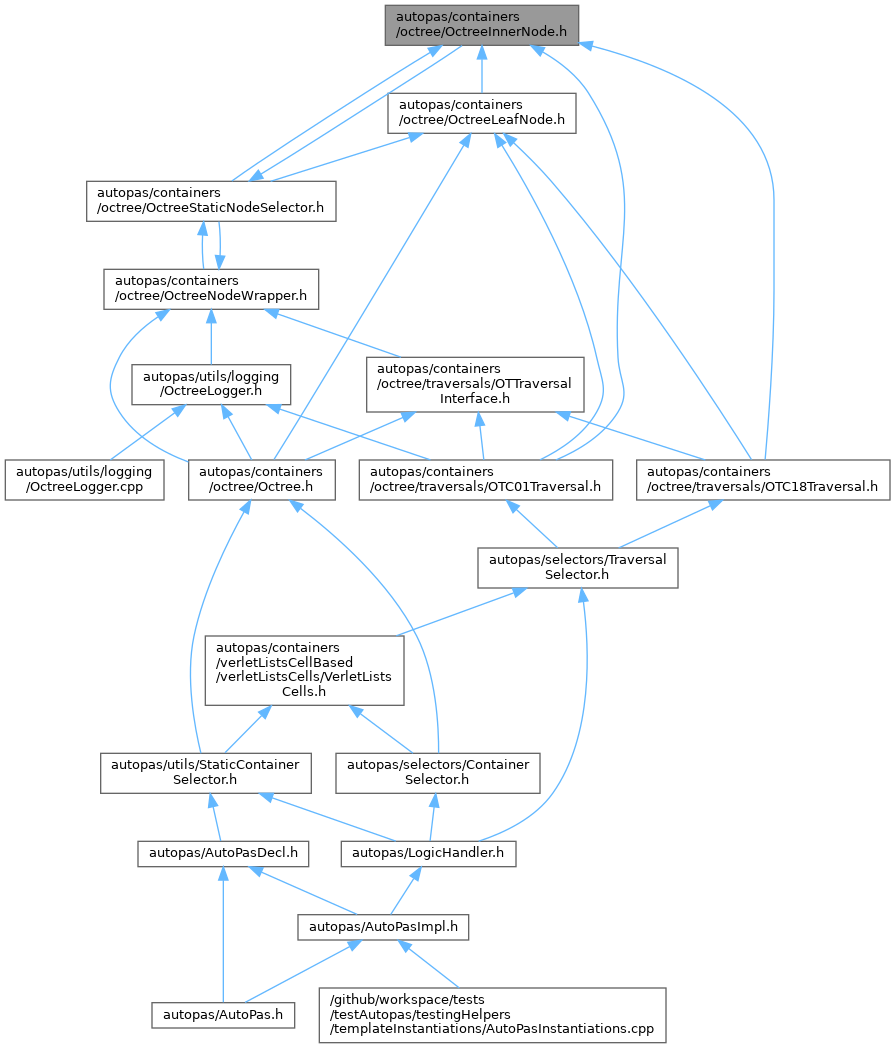 autopas/containers
/octree/OctreeInnerNode.h
autopas/containers
/octree/OctreeLeafNode.h
autopas/containers
/octree/OctreeStaticNodeSelector.h
autopas/containers
/octree/OctreeNodeWrapper.h
autopas/utils/logging
/OctreeLogger.h
autopas/containers
/octree/traversals/OTTraversal
Interface.h
autopas/utils/logging
/OctreeLogger.cpp
autopas/containers
/octree/Octree.h
autopas/containers
/octree/traversals/OTC01Traversal.h
autopas/containers
/octree/traversals/OTC18Traversal.h
autopas/selectors/Traversal
Selector.h
autopas/containers
/verletListsCellBased
/verletListsCells/VerletLists
Cells.h
autopas/utils/StaticContainer
Selector.h
autopas/selectors/Container
Selector.h
autopas/AutoPasDecl.h
autopas/LogicHandler.h
autopas/AutoPasImpl.h
autopas/AutoPas.h
/github/workspace/tests
/testAutopas/testingHelpers
/templateInstantiations/AutoPasInstantiations.cpp